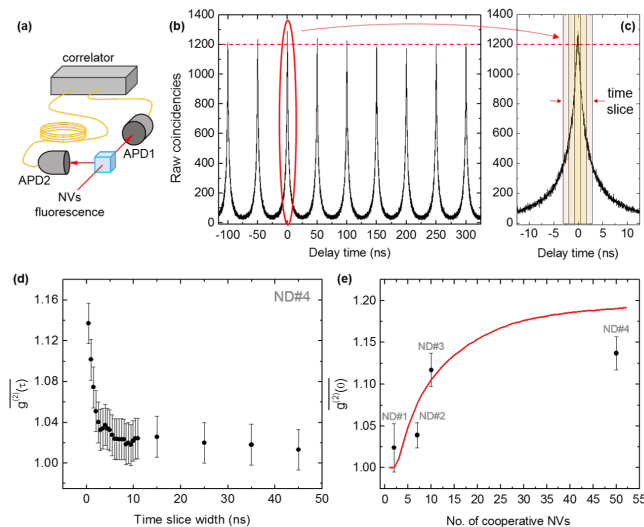 (a)
correlator
APD1
APD2
NVs
fluorescence
(b)
1400
1200
1000
800
600
400
200
0
Raw coincidencies
-100 -50 0 50 100 150 200 250 300
Delay time (ns)
(c)
1400
1200
1000
800
600
400
200
0
time
slice
-10 -5 0 5 10
Delay time (ns)
(d)
ND#4
1.16
1.12
1.08
1.04
1.00
g(2)(τ)
0 10 20 30 40 50
Time slice width (ns)
(e)
1.20
1.15
1.10
1.05
1.00
g(2)(0)
ND#1
ND#2
ND#3
ND#4
0 5 10 15 20 25 30 35 40 45 50 55
No. of cooperative NVs